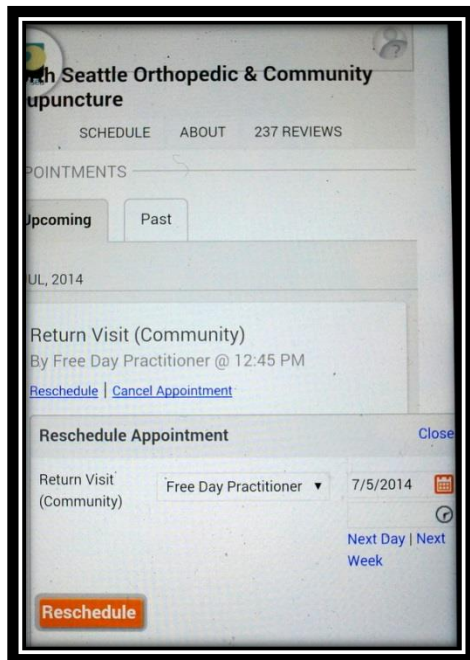 th Seattle Orthopedic & Community
upuncture
SCHEDULE ABOUT 237 REVIEWS
POINTMENTS
Upcoming Past
UL, 2014
Return Visit (Community)
By Free Day Practitioner @ 12:45 PM
Reschedule | Cancel Appointment
Reschedule Appointment Close
Return Visit Free Day Practitioner ▼ 7/5/2014
(Community)
Next Day | Next
Week
Reschedule